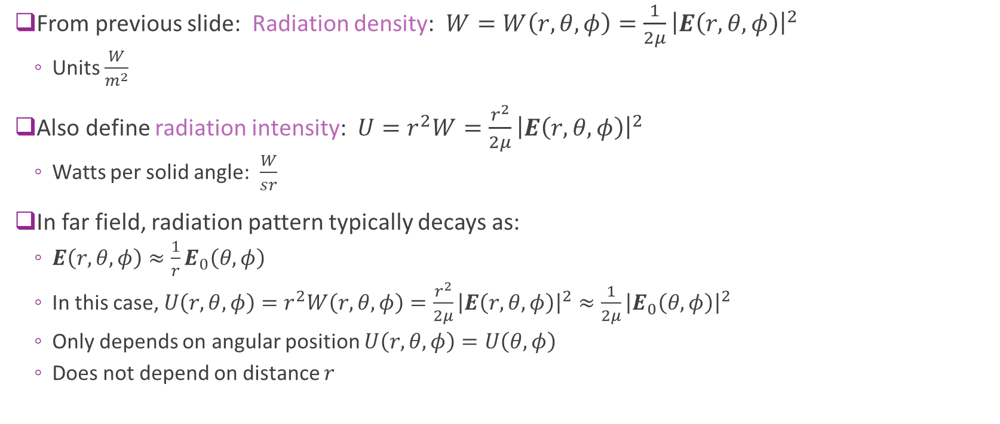 ❑From previous slide: Radiation density: $W = W(r, \theta, \phi) = \frac{1}{2\mu} |\boldsymbol{E}(r, \theta, \phi)|^2$
◦ Units $\frac{W}{m^2}$
❑Also define radiation intensity: $U = r^2 W = \frac{r^2}{2\mu} |\boldsymbol{E}(r, \theta, \phi)|^2$
◦ Watts per solid angle: $\frac{W}{sr}$
❑In far field, radiation pattern typically decays as:
◦ $\boldsymbol{E}(r, \theta, \phi) \approx \frac{1}{r} \boldsymbol{E}_0(\theta, \phi)$
◦ In this case, $U(r, \theta, \phi) = r^2 W(r, \theta, \phi) = \frac{r^2}{2\mu} |\boldsymbol{E}(r, \theta, \phi)|^2 \approx \frac{1}{2\mu} |\boldsymbol{E}_0(\theta, \phi)|^2$
◦ Only depends on angular position $U(r, \theta, \phi) = U(\theta, \phi)$
◦ Does not depend on distance $r$